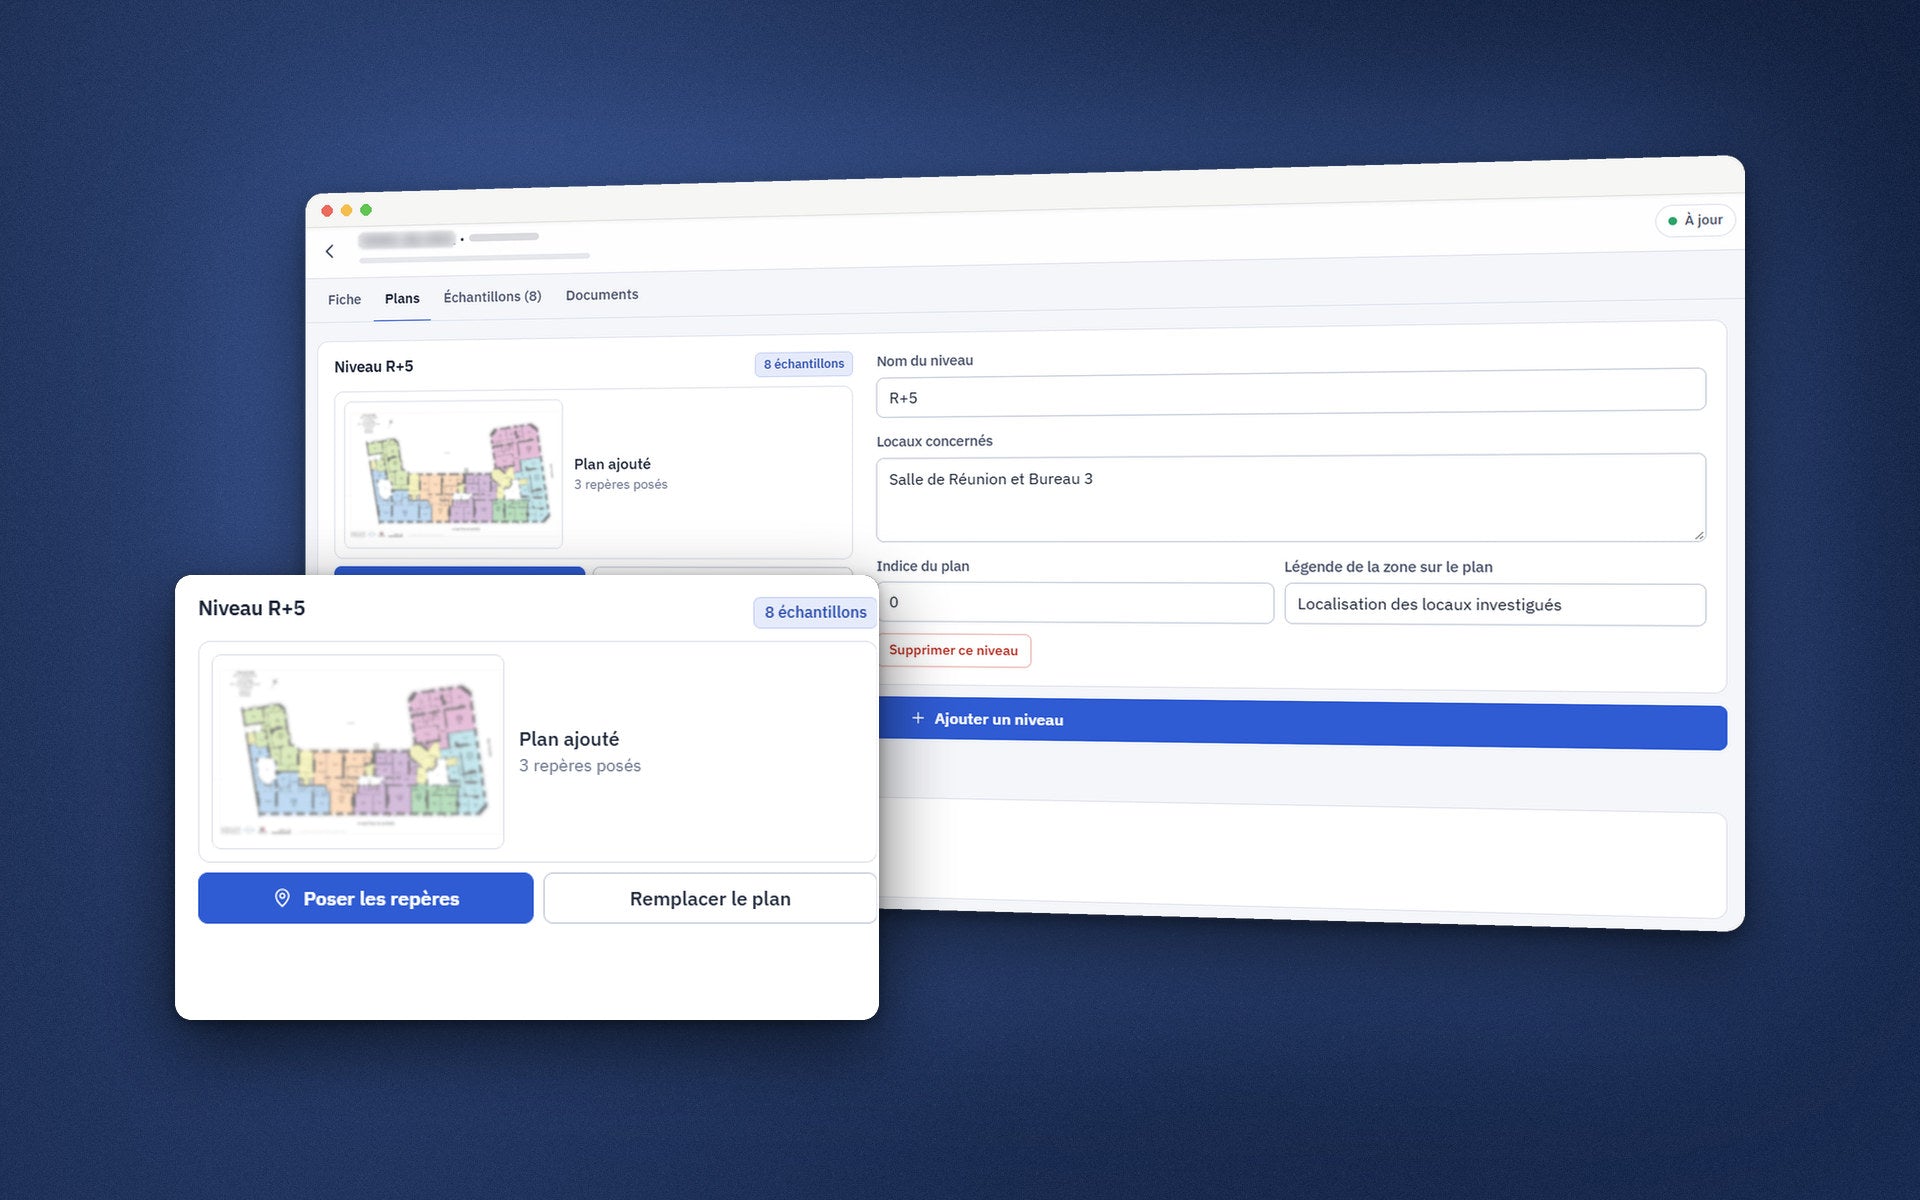 À jour
Fiche
Plans
Échantillons (8)
Documents
Niveau R+5
8 échantillons
Plan ajouté
3 repères posés
Nom du niveau
R+5
Locaux concernés
Salle de Réunion et Bureau 3
Indice du plan
0
Légende de la zone sur le plan
Localisation des locaux investigués
Supprimer ce niveau
Ajouter un niveau
Niveau R+5
8 échantillons
Plan ajouté
3 repères posés
Poser les repères
Remplacer le plan